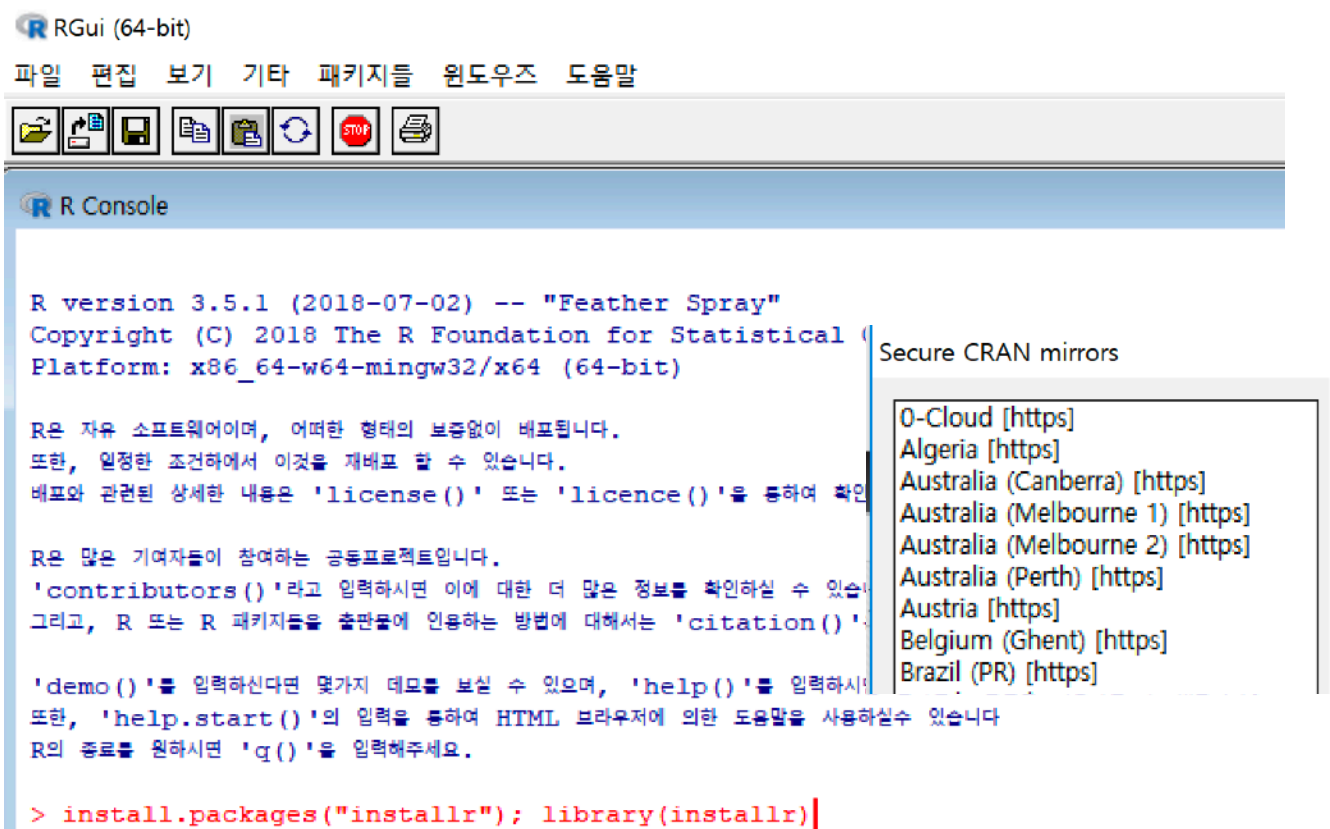 RGui (64-bit)
파일 편집 보기 기타 패키지들 윈도우즈 도움말
STOP
R Console
R version 3.5.1 (2018-07-02) -- "Feather Spray"
Copyright (C) 2018 The R Foundation for Statistical
Platform: x86_64-w64-mingw32/x64 (64-bit)
R은 자유 소프트웨어이며, 어떠한 형태의 보증없이 배포됩니다.
또한, 일정한 조건하에서 이것을 재배포 할 수 있습니다.
배포와 관련된 상세한 내용은 'license()' 또는 'licence()'을 통하여 확인
R은 많은 기여자들이 참여하는 공동프로젝트입니다.
'contributors()'라고 입력하시면 이에 대한 더 많은 정보를 확인하실 수 있습
그리고, R 또는 R 패키지들을 출판물에 인용하는 방법에 대해서는 'citation()'
'demo()'를 입력하신다면 몇가지 데모를 보실 수 있으며, 'help()'를 입력하시
또한, 'help.start()'의 입력을 통하여 HTML 브라우저에 의한 도움말을 사용하실수 있습니다
R의 종료를 원하시면 'q()'을 입력해주세요.
> install.packages("installr"); library(installr)
Secure CRAN mirrors
0-Cloud [https]
Algeria [https]
Australia (Canberra) [https]
Australia (Melbourne 1) [https]
Australia (Melbourne 2) [https]
Australia (Perth) [https]
Austria [https]
Belgium (Ghent) [https]
Brazil (PR) [https]